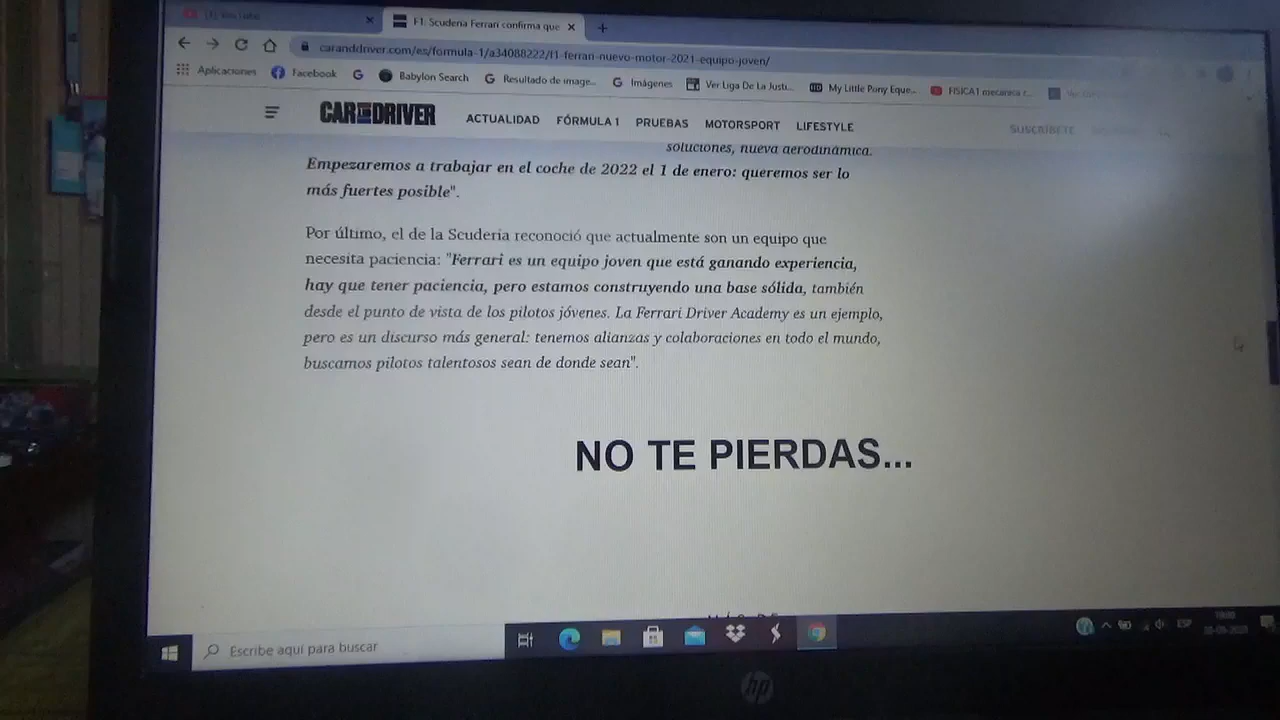 F1: Scuderia Ferrari confirma que
caranddriver.com/es/formula-1/a34088222/f1-ferrari-nuevo-motor-2021-equipo-joven/
Aplicaciones Facebook Babylon Search Resultado de image... Imágenes Ver Liga De La Justi... My Little Pony Eque... FISICA1 mecanica r...
CAR AND DRIVER ACTUALIDAD FÓRMULA 1 PRUEBAS MOTORSPORT LIFESTYLE SUSCRÍBETE
soluciones, nueva aerodinámica.
Empezaremos a trabajar en el coche de 2022 el 1 de enero: queremos ser lo
más fuertes posible".
Por último, el de la Scuderia reconoció que actualmente son un equipo que
necesita paciencia: "Ferrari es un equipo joven que está ganando experiencia,
hay que tener paciencia, pero estamos construyendo una base sólida, también
desde el punto de vista de los pilotos jóvenes. La Ferrari Driver Academy es un ejemplo,
pero es un discurso más general: tenemos alianzas y colaboraciones en todo el mundo,
buscamos pilotos talentosos sean de donde sean".
NO TE PIERDAS...
Escribe aquí para buscar
ESP
hp